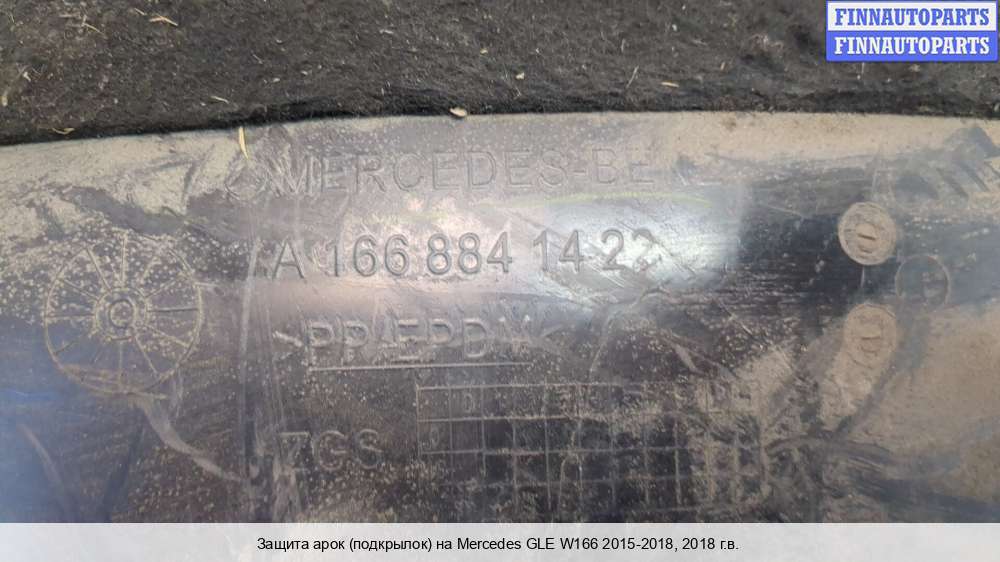 FINNAUTOPARTS
FINNAUTOPARTS
MERCEDES-BENZ
A 166 884 14 22
>PP+EPDM<
ZGS
Защита арок (подкрылок) на Mercedes GLE W166 2015-2018, 2018 г.в.